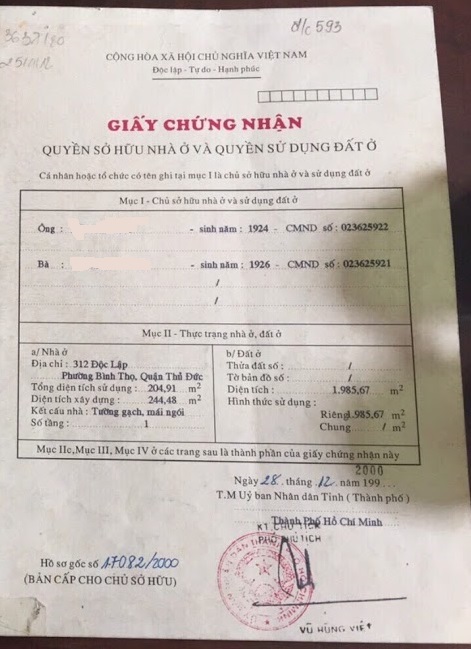 d/c 593
CỘNG HÒA XÃ HỘI CHỦ NGHĨA VIỆT NAM
Độc lập - Tự do - Hạnh phúc
GIẤY CHỨNG NHẬN
QUYỀN SỞ HỮU NHÀ Ở VÀ QUYỀN SỬ DỤNG ĐẤT Ở
Cá nhân hoặc tổ chức có tên ghi tại mục I là chủ sở hữu nhà ở và sử dụng đất ở
Mục I - Chủ sở hữu nhà ở và sử dụng đất ở
Ông : - sinh năm : 1924 - CMND số : 023625922
Bà : - sinh năm : 1926 - CMND số : 023625921
/
/
Mục II - Thực trạng nhà ở, đất ở
a/ Nhà ở
Địa chỉ : 312 Độc Lập
Phường Bình Thọ, Quận Thủ Đức
Tổng diện tích sử dụng : 204,91 m2
Diện tích xây dựng : 244,48 m2
Kết cấu nhà : Tường gạch, mái ngói
Số tầng : 1
b/ Đất ở
Thửa đất số : /
Tờ bản đồ số : /
Diện tích : 1.985,67 m2
Hình thức sử dụng :
Riêng 1.985,67 m2
Chung / m2
Mục IIc, Mục III, Mục IV ở các trang sau là thành phần của giấy chứng nhận này
2000
Ngày 28 tháng 12 năm 199...
T.M Uỷ ban Nhân dân Tỉnh ( Thành phố )
Thành Phố Hồ Chí Minh
KT CHỦ TỊCH
PHÓ CHỦ TỊCH
Hồ sơ gốc số 17082/2000
(BẢN CẤP CHO CHỦ SỞ HỮU)
VŨ HÙNG VIỆT